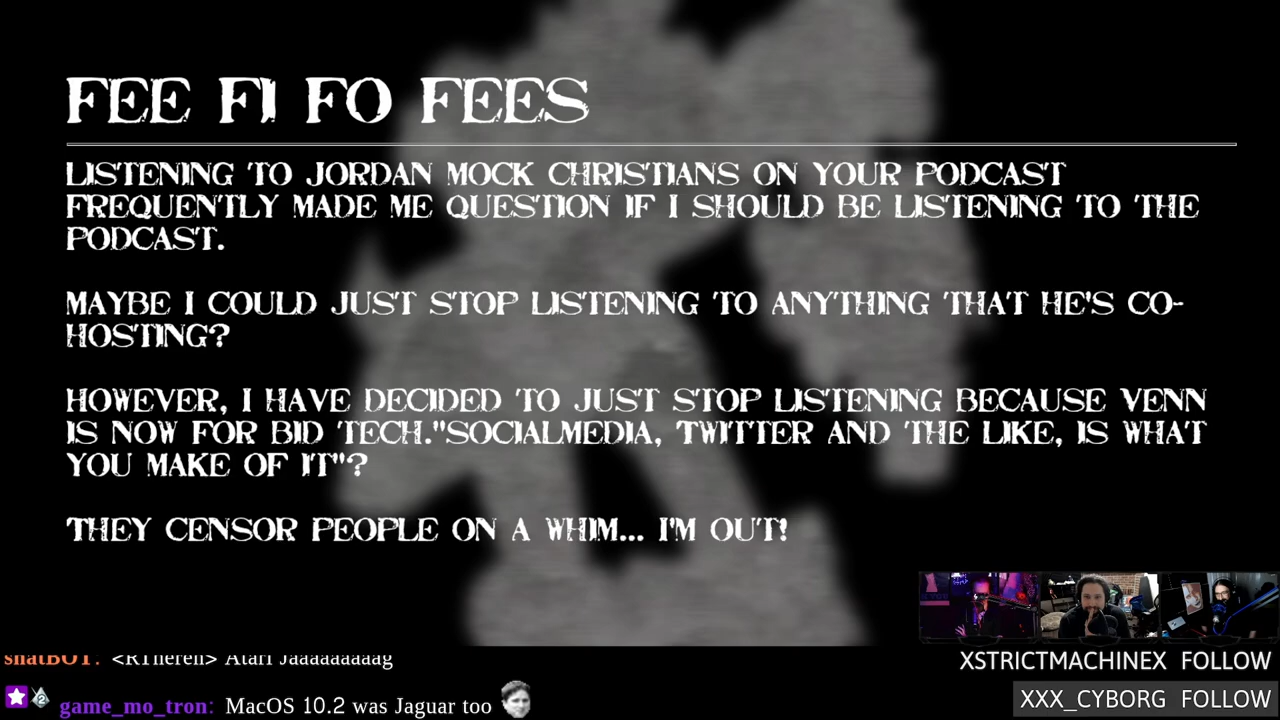 FEE FI FO FEES
LISTENING TO JORDAN MOCK CHRISTIANS ON YOUR PODCAST
FREQUENTLY MADE ME QUESTION IF I SHOULD BE LISTENING TO THE
PODCAST.
MAYBE I COULD JUST STOP LISTENING TO ANYTHING THAT HE'S CO-
HOSTING?
HOWEVER, I HAVE DECIDED TO JUST STOP LISTENING BECAUSE VENN
IS NOW FOR BID TECH."SOCIALMEDIA, TWITTER AND THE LIKE, IS WHAT
YOU MAKE OF IT"?
THEY CENSOR PEOPLE ON A WHIM... I'M OUT!
snatBOT: <R1heren> Atari Jaaaaaaaaag
game_mo_tron: MacOS 10.2 was Jaguar too
XSTRICTMACHINEX FOLLOW
XXX_CYBORG FOLLOW